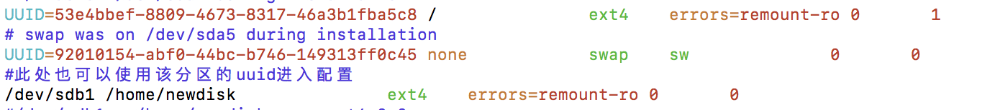 UUID=53e4bbef-8809-4673-8317-46a3b1fba5c8 / ext4 errors=remount-ro 0 1
# swap was on /dev/sda5 during installation
UUID=92010154-abf0-44bc-b746-149313ff0c45 none swap sw 0 0
#此处也可以使用该分区的uuid进入配置
/dev/sdb1 /home/newdisk ext4 errors=remount-ro 0 0